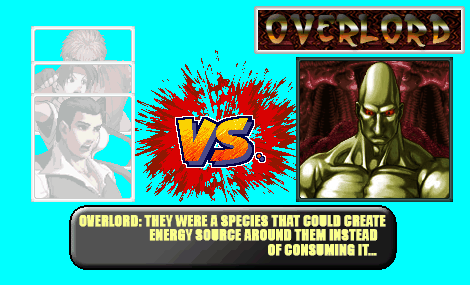 OVERLORD
VS.
OVERLORD: THEY WERE A SPECIES THAT COULD CREATE
ENERGY SOURCE AROUND THEM INSTEAD
OF CONSUMING IT...